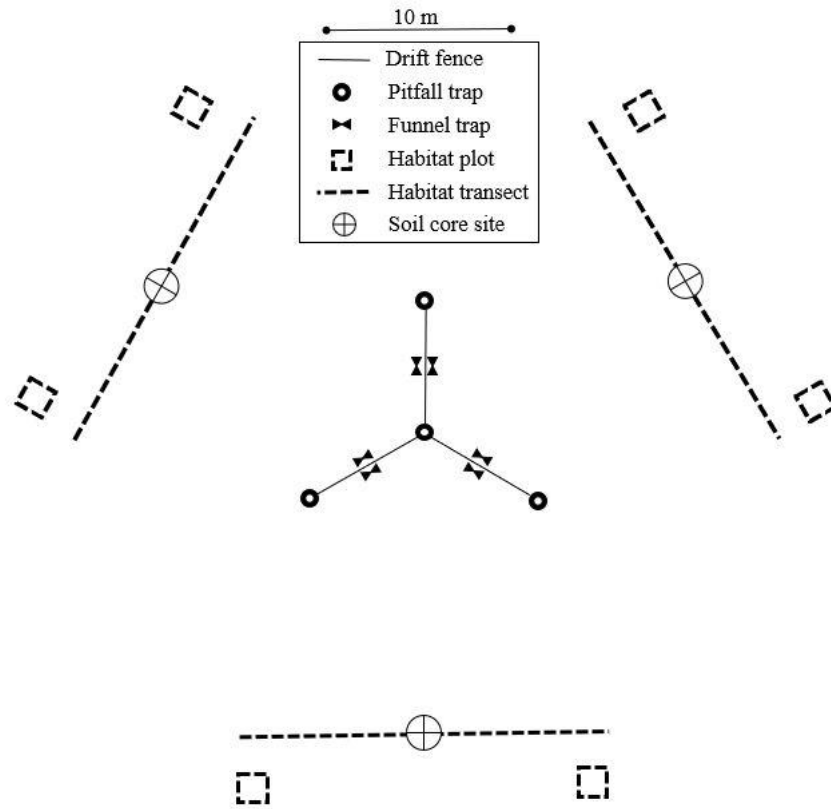 10 m
Drift fence
Pitfall trap
Funnel trap
Habitat plot
Habitat transect
Soil core site